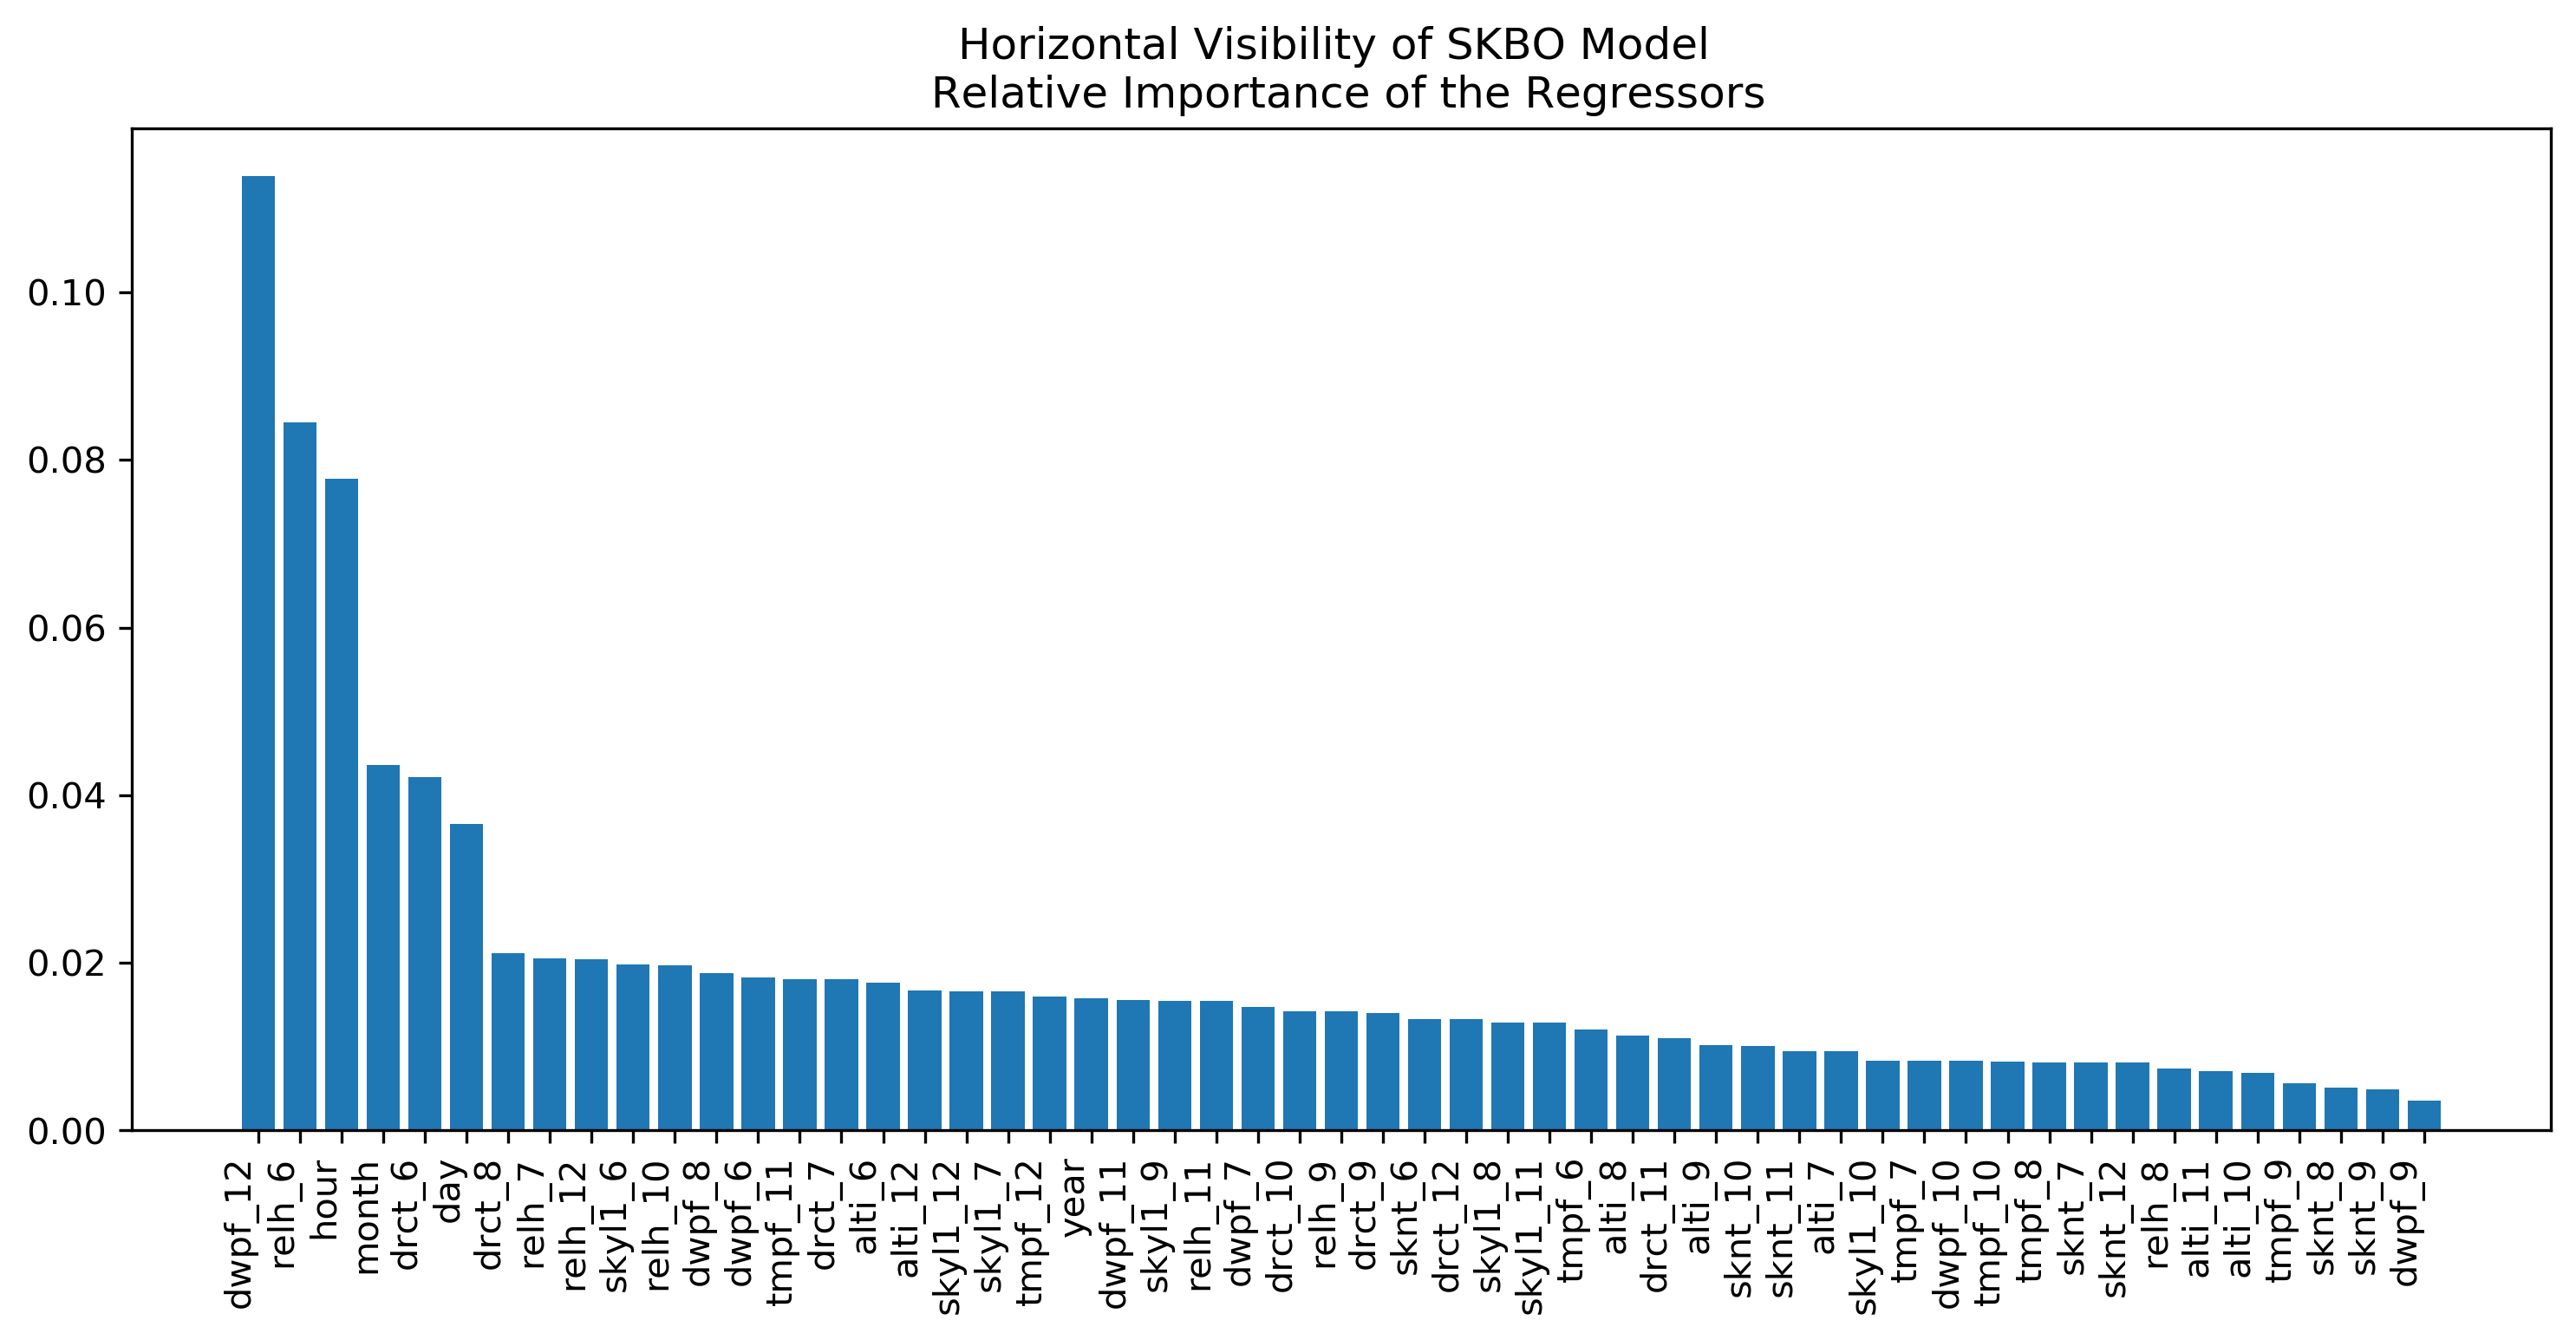 Horizontal Visibility of SKBO Model
Relative Importance of the Regressors
0.10
0.08
0.06
0.04
0.02
0.00
dwpf_12
relh_6
hour
month
drct_6
day
drct_8
relh_7
relh_12
skyl1_6
relh_10
dwpf_8
dwpf_6
tmpf_11
drct_7
alti_6
alti_12
skyl1_12
skyl1_7
tmpf_12
year
dwpf_11
skyl1_9
relh_11
dwpf_7
drct_10
relh_9
drct_9
sknt_6
drct_12
skyl1_8
skyl1_11
tmpf_6
alti_8
drct_11
alti_9
sknt_10
sknt_11
alti_7
skyl1_10
tmpf_7
dwpf_10
tmpf_10
tmpf_8
sknt_7
sknt_12
relh_8
alti_11
alti_10
tmpf_9
sknt_8
sknt_9
dwpf_9